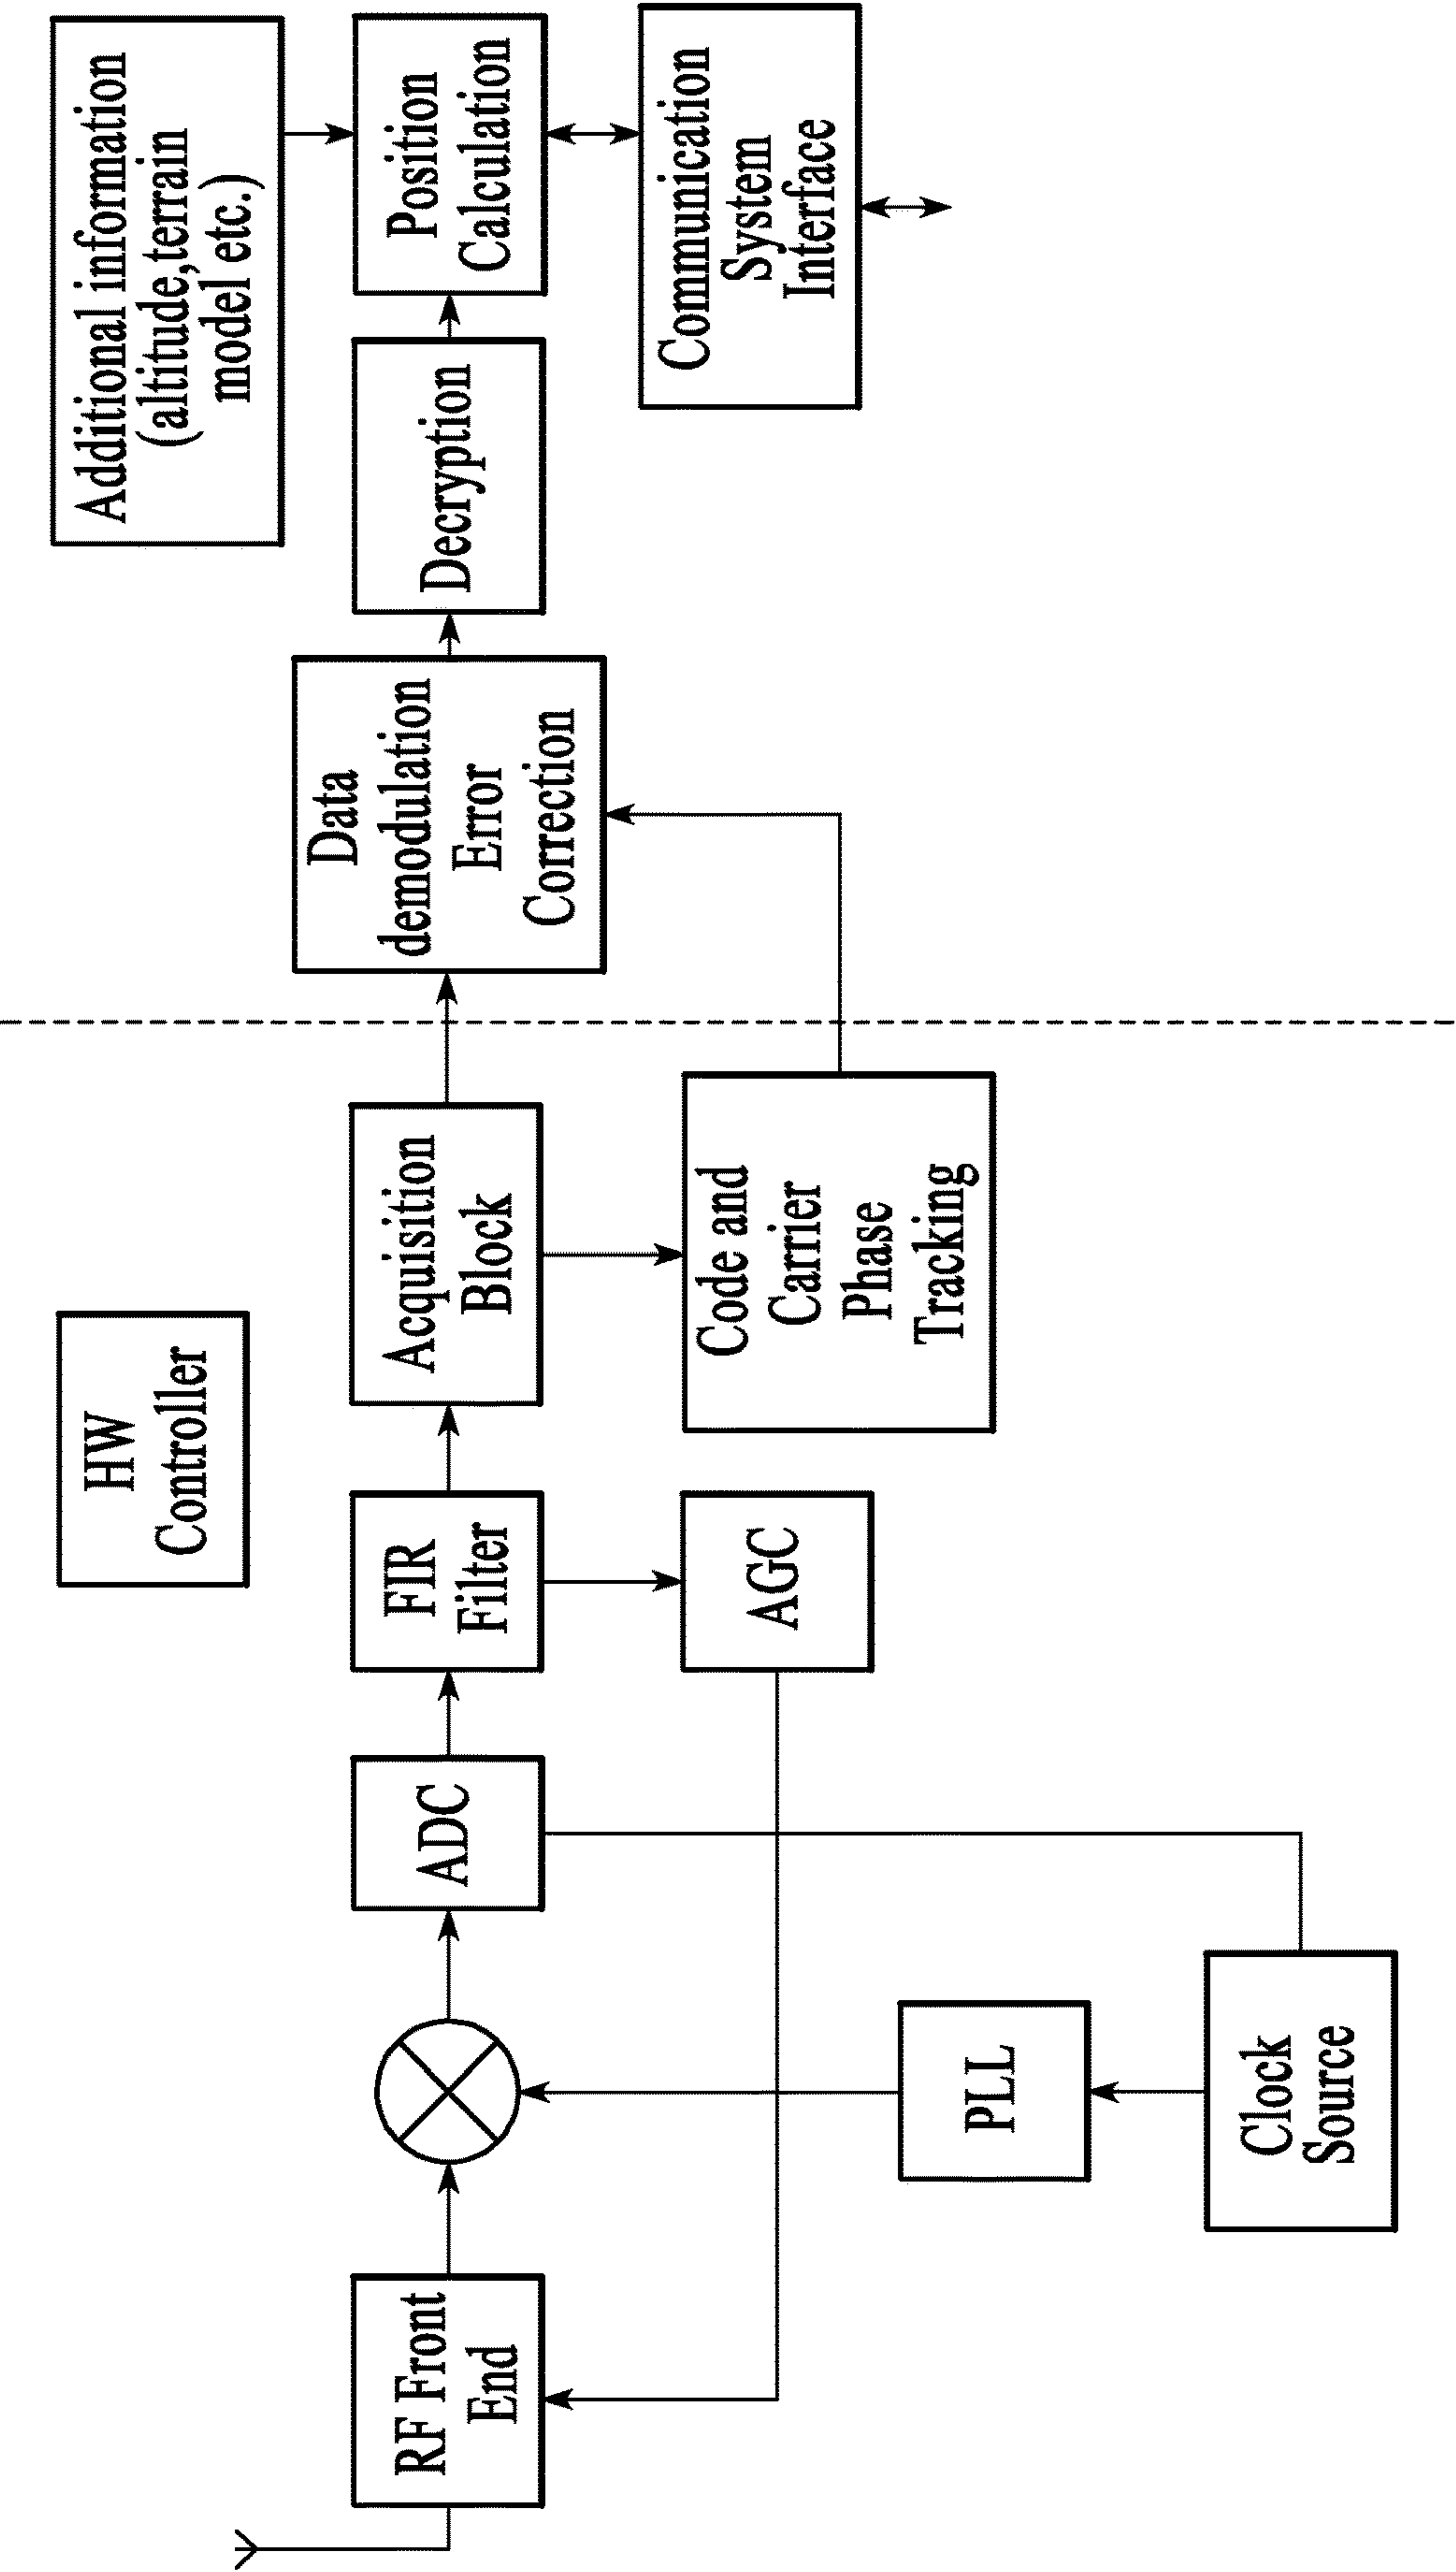 HW
Controller
Additional information
(altitude,terrain
model etc.)
RF Front
End
ADC
FIR
Filter
Acquisition
Block
Data
demodulation
Error
Correction
Decryption
Position
Calculation
AGC
Code and
Carrier
Phase
Tracking
Communication
System
Interface
PLL
Clock
Source